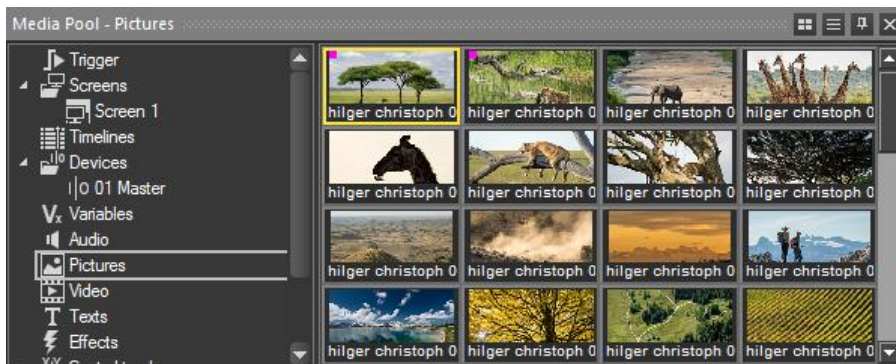 Media Pool - Pictures
Trigger
Screens
Screen 1
Timelines
Devices
01 Master
Variables
Audio
Pictures
Video
Texts
Effects
hilger christoph 0 hilger christoph 0 hilger christoph 0 hilger christoph 0
hilger christoph 0 hilger christoph 0 hilger christoph 0 hilger christoph 0
hilger christoph 0 hilger christoph 0 hilger christoph 0 hilger christoph 0
hilger christoph 0 hilger christoph 0 hilger christoph 0 hilger christoph 0